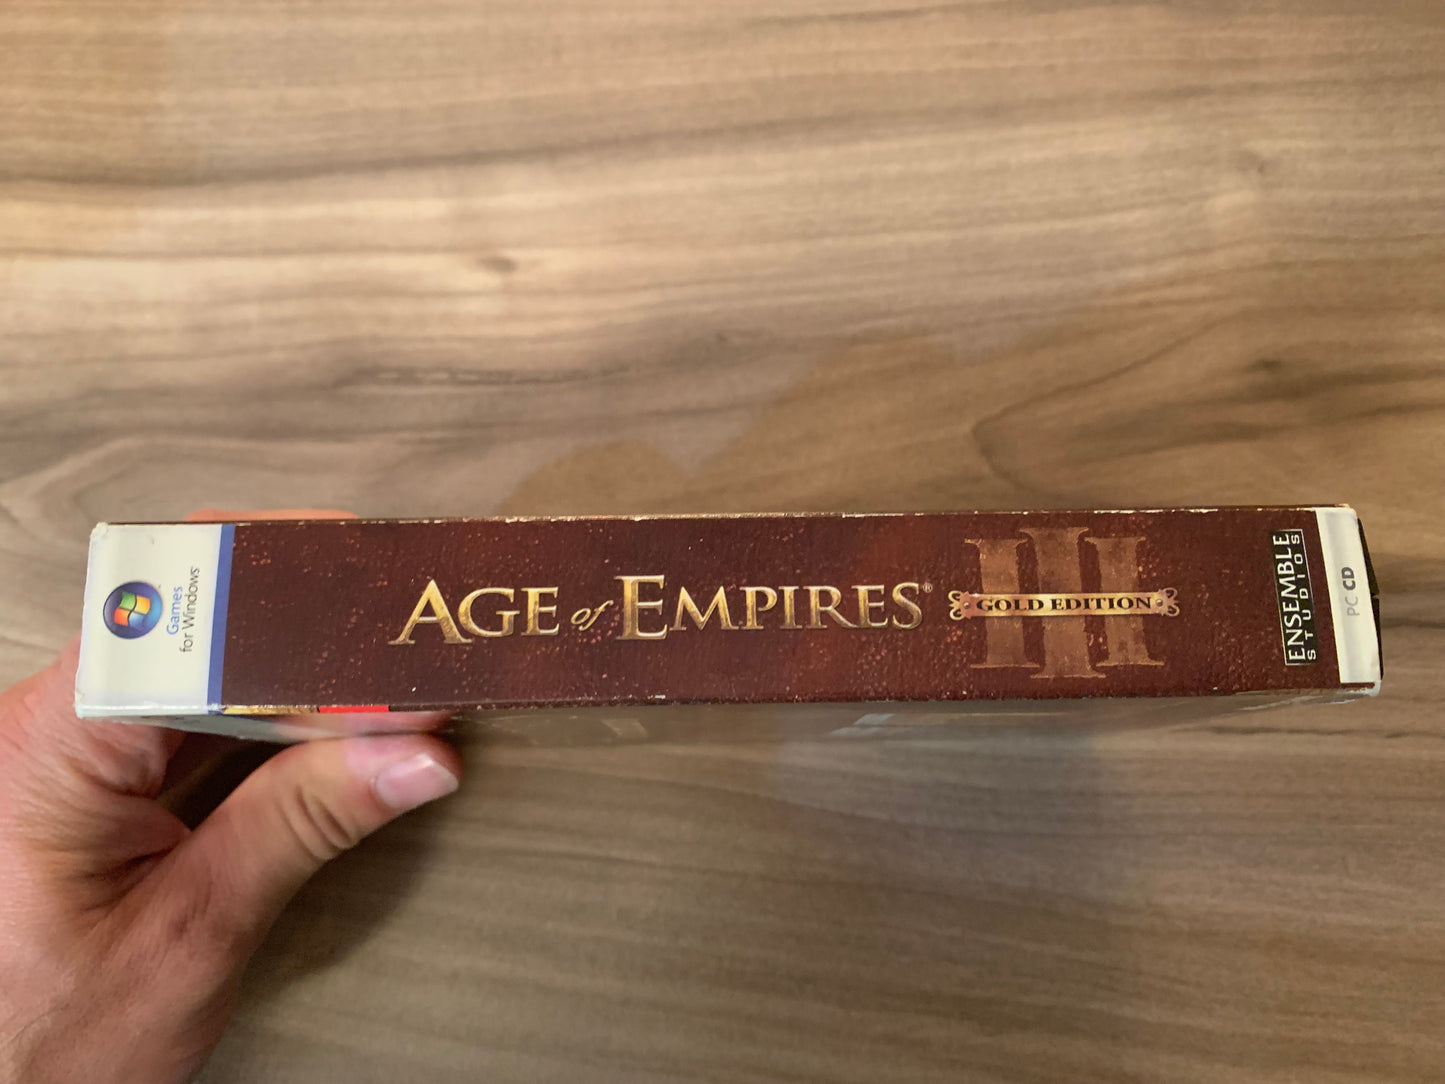 Games
for Windows
AGE of EMPIRES® III
GOLD EDITION
ENSEMBLE
STUDIOS
PC CD